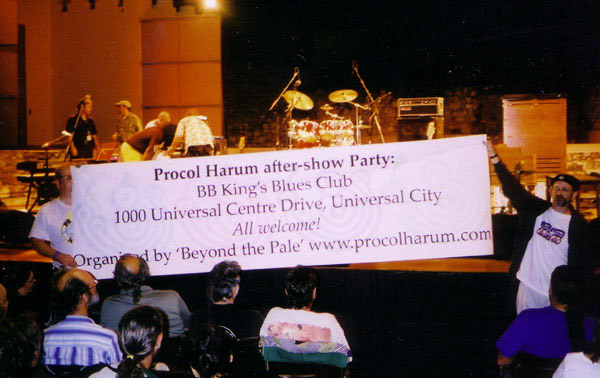 Procol Harum after-show Party:
BB King's Blues Club
1000 Universal Centre Drive, Universal City
All welcome!
Organized by 'Beyond the Pale' www.procolharum.com